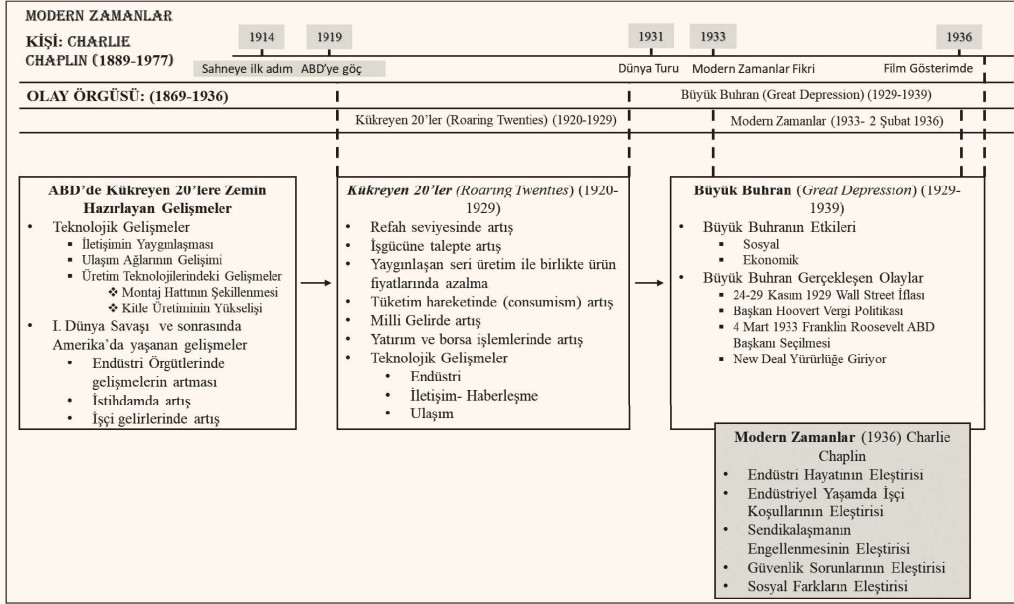 MODERN ZAMANLAR
KİŞİ: CHARLIE
CHAPLIN (1889-1977)
1914
1919
1931
1933
1936
Sahneye ilk adım
ABD'ye göç
Dünya Turu
Modern Zamanlar Fikri
Film Gösterimde
OLAY ÖRGÜSÜ: (1869-1936)
Büyük Buhran (Great Depression) (1929-1939)
Kükreyen 20'ler (Roaring Twenties) (1920-1929)
Modern Zamanlar (1933- 2 Şubat 1936)
ABD'de Kükreyen 20'lere Zemin
Hazırlayan Gelişmeler
• Teknolojik Gelişmeler
▪ İletişimin Yaygınlaşması
▪ Ulaşım Ağlarının Gelişimi
▪ Üretim Teknolojilerindeki Gelişmeler
❖ Montaj Hattının Şekillenmesi
❖ Kitle Üretiminin Yükselişi
• I. Dünya Savaşı ve sonrasında
Amerika'da yaşanan gelişmeler
• Endüstri Örgütlerinde
gelişmelerin artması
• İstihdamda artış
• İşçi gelirlerinde artış
Kükreyen 20'ler (Roaring Twenties) (1920-
1929)
• Refah seviyesinde artış
• İşgücüne talepte artış
• Yaygınlaşan seri üretim ile birlikte ürün
fiyatlarında azalma
• Tüketim hareketinde (consumism) artış
• Milli Gelirde artış
• Yatırım ve borsa işlemlerinde artış
• Teknolojik Gelişmeler
• Endüstri
• İletişim- Haberleşme
• Ulaşım
Büyük Buhran (Great Depression) (1929-
1939)
• Büyük Buhranın Etkileri
▪ Sosyal
▪ Ekonomik
• Büyük Buhran Gerçekleşen Olaylar
▪ 24-29 Kasım 1929 Wall Street İflası
▪ Başkan Hoovert Vergi Politikası
▪ 4 Mart 1933 Franklin Roosevelt ABD
Başkanı Seçilmesi
▪ New Deal Yürürlüğe Giriyor
Modern Zamanlar (1936) Charlie
Chaplin
• Endüstri Hayatının Eleştirisi
• Endüstriyel Yaşamda İşçi
Koşullarının Eleştirisi
• Sendikalaşmanın
Engellenmesinin Eleştirisi
• Güvenlik Sorunlarının Eleştirisi
• Sosyal Farkların Eleştirisi